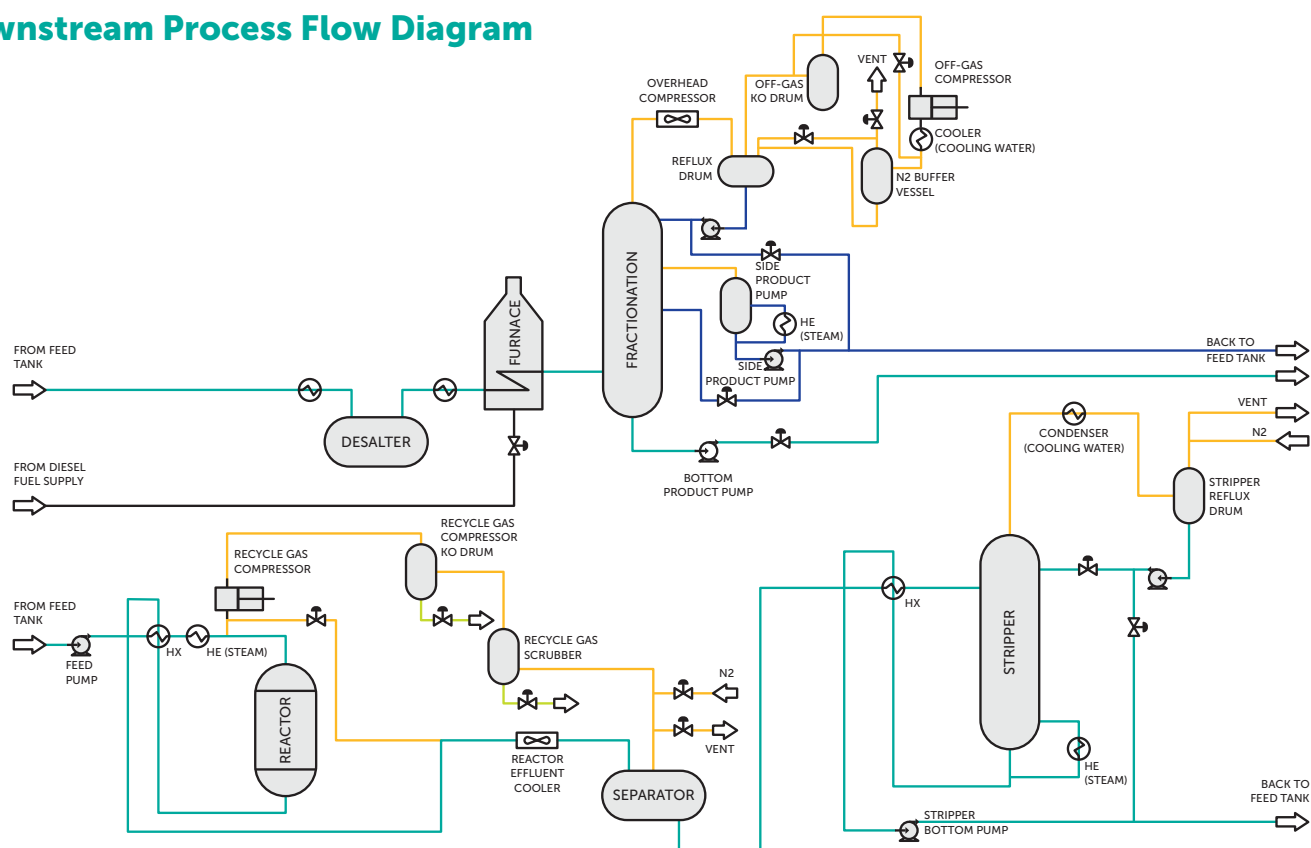 wnstream Process Flow Diagram
OVERHEAD
COMPRESSOR
OFF-GAS
KO DRUM
VENT
OFF-GAS
COMPRESSOR
COOLER
(COOLING WATER)
REFLUX
DRUM
N2 BUFFER
VESSEL
FRACTIONATION
SIDE
PRODUCT
PUMP
HE
(STEAM)
SIDE
PRODUCT PUMP
FURNACE
FROM FEED
TANK
DESALTER
BACK TO
FEED TANK
BOTTOM
PRODUCT PUMP
FROM DIESEL
FUEL SUPPLY
VENT
N2
CONDENSER
(COOLING WATER)
STRIPPER
REFLUX
DRUM
RECYCLE GAS
COMPRESSOR
KO DRUM
RECYCLE GAS
COMPRESSOR
FROM FEED
TANK
FEED
PUMP
HX
HE (STEAM)
REACTOR
RECYCLE GAS
SCRUBBER
N2
VENT
REACTOR
EFFLUENT
COOLER
SEPARATOR
HX
STRIPPER
HE
(STEAM)
STRIPPER
BOTTOM PUMP
BACK TO
FEED TANK